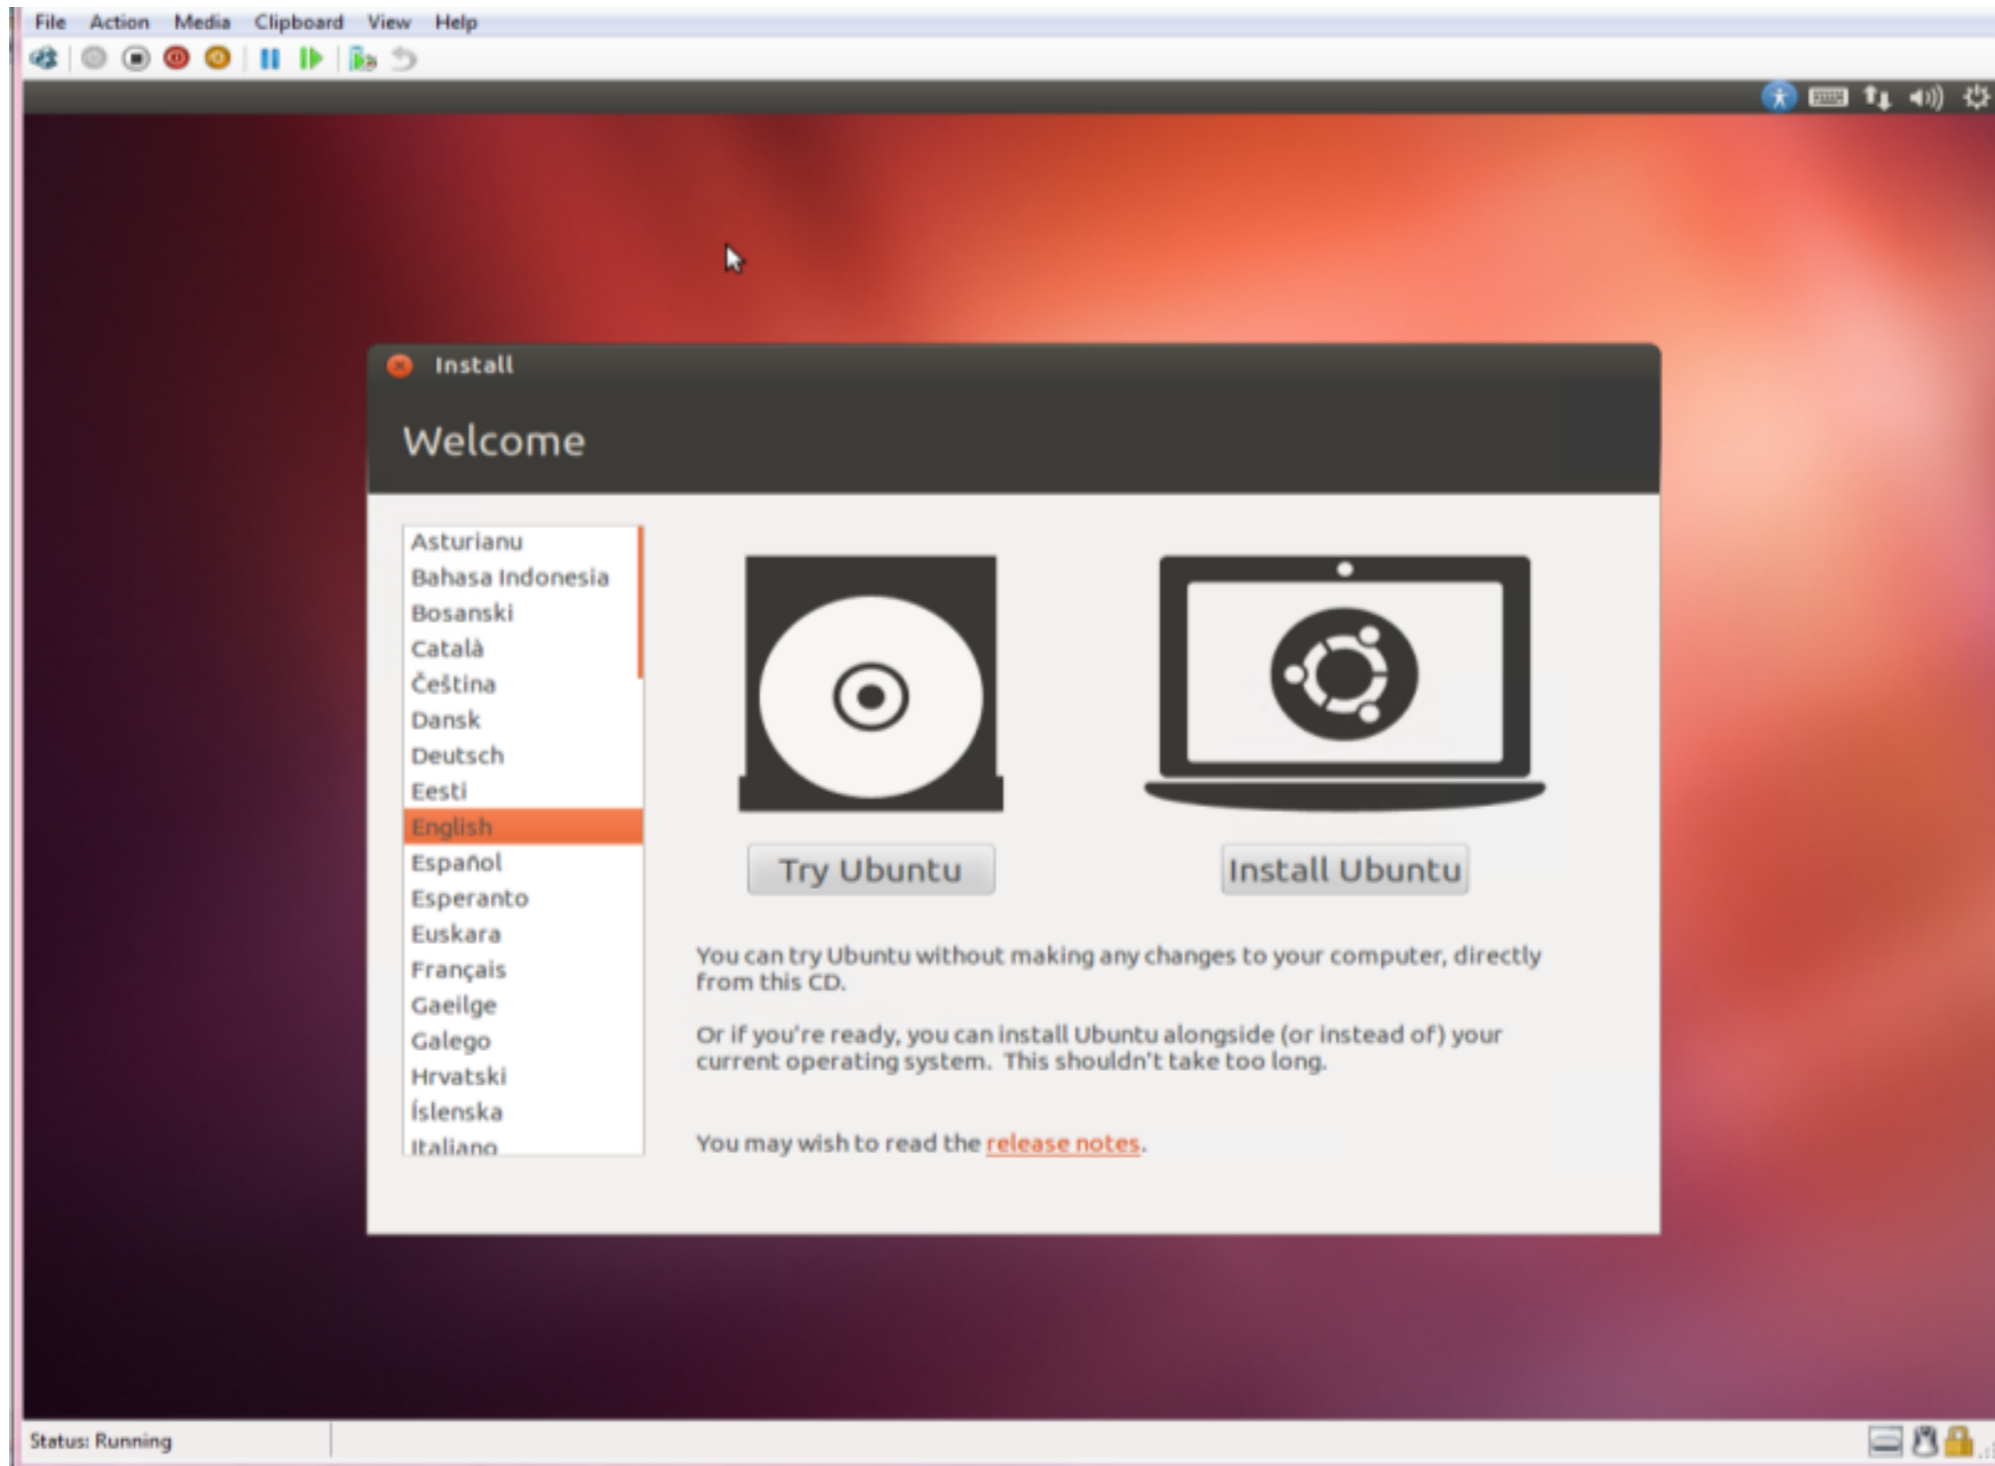 File Action Media Clipboard View Help
Install
Welcome
Asturianu
Bahasa Indonesia
Bosanski
Català
Čeština
Dansk
Deutsch
Eesti
English
Español
Esperanto
Euskara
Français
Gaeilge
Galego
Hrvatski
Íslenska
Italiano
Try Ubuntu
Install Ubuntu
You can try Ubuntu without making any changes to your computer, directly
from this CD.
Or if you're ready, you can install Ubuntu alongside (or instead of) your
current operating system. This shouldn't take too long.
You may wish to read the release notes.
Status: Running